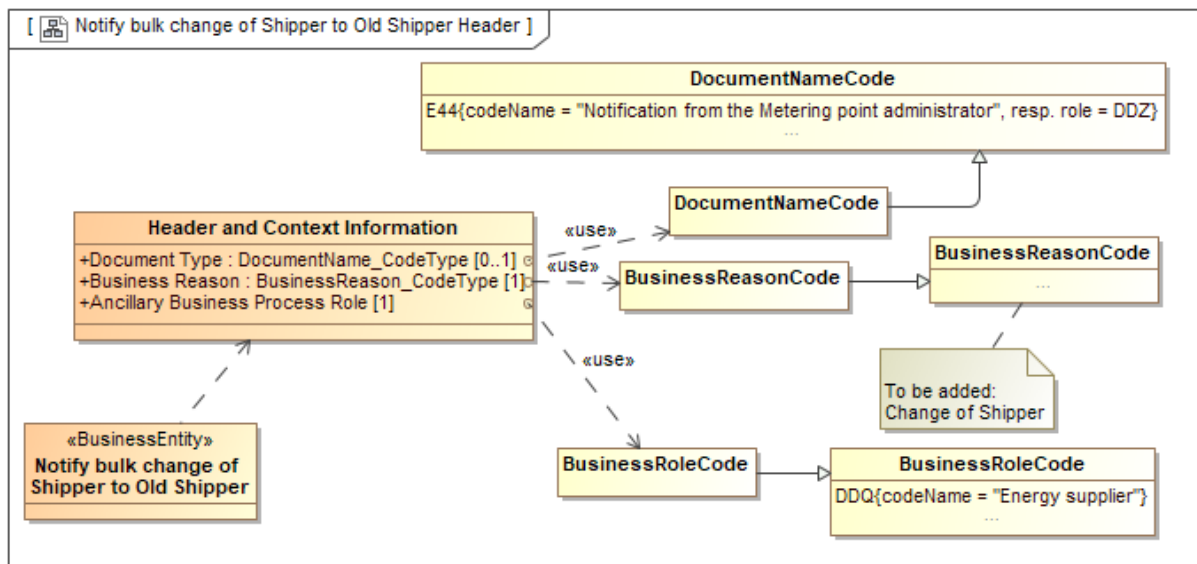 [ Notify bulk change of Shipper to Old Shipper Header ]
DocumentNameCode
E44{codeName = "Notification from the Metering point administrator", resp. role = DDZ}
...
DocumentNameCode
Header and Context Information
+Document Type : DocumentName_CodeType [0..1]
+Business Reason : BusinessReason_CodeType [1]
+Ancillary Business Process Role [1]
«use»
«use»
«use»
BusinessReasonCode
BusinessReasonCode
...
To be added:
Change of Shipper
«BusinessEntity»
Notify bulk change of
Shipper to Old Shipper
BusinessRoleCode
BusinessRoleCode
DDQ{codeName = "Energy supplier"}
...